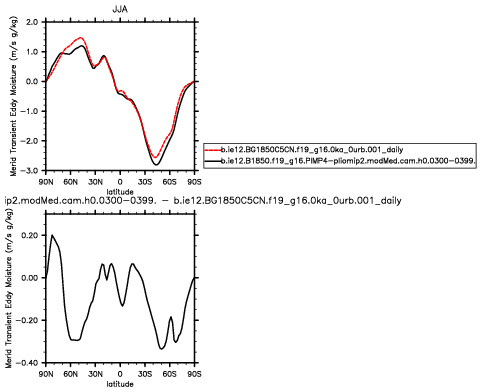 JJA
Merid Transient Eddy Moisture (m/s g/kg)
2.0
1.0
0.0
-1.0
-2.0
-3.0
90N 60N 30N 0 30S 60S 90S
latitude
b.ie12.BG1850C5CN.f19_g16.0ka_0urb.001_daily
b.ie12.B1850.f19_g16.PIMP4-pliomip2.modMed.cam.h0.0300-0399.
ip2.modMed.cam.h0.0300-0399. - b.ie12.BG1850C5CN.f19_g16.0ka_0urb.001_daily
Merid Transient Eddy Moisture (m/s g/kg)
0.20
0.00
-0.20
-0.40
90N 60N 30N 0 30S 60S 90S
latitude